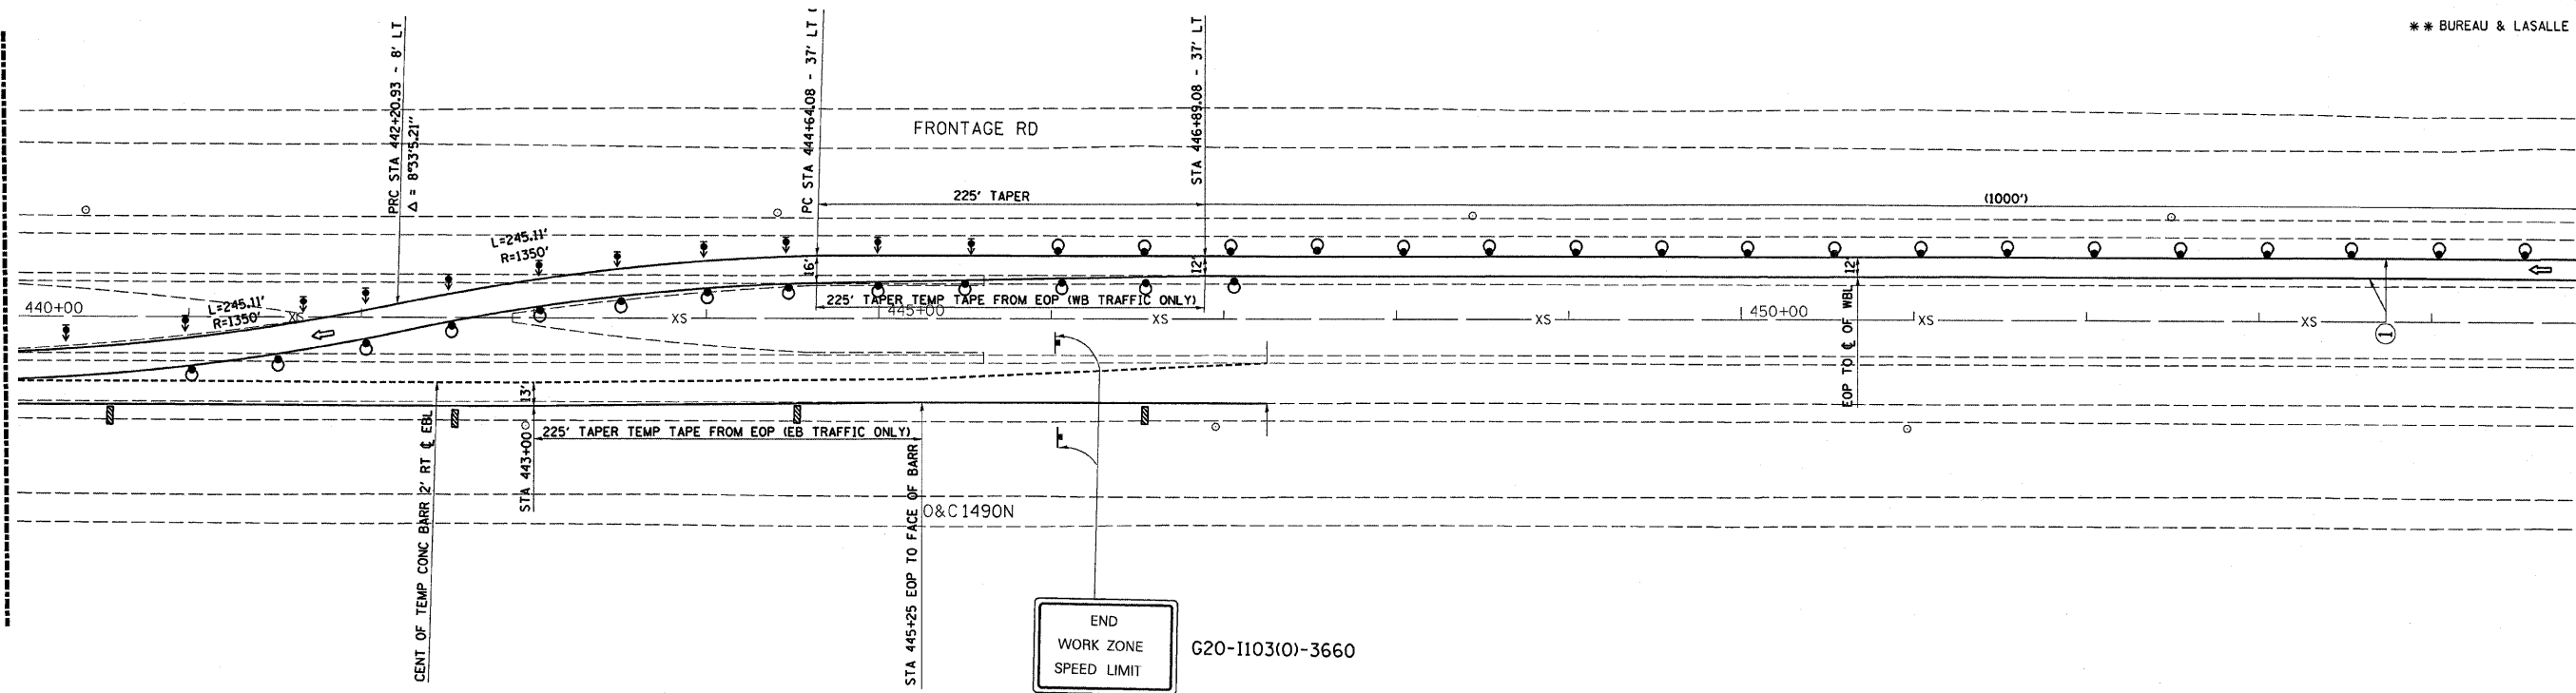 ** BUREAU & LASALLE
PRC STA 442+20.93 - 8' LT
Δ = 8°33'5.21"
PC STA 444+64.08 - 37' LT (
STA 446+89.08 - 37' LT
FRONTAGE RD
225' TAPER
(1000')
L=245.11'
R=1350'
16'
12'
12'
225' TAPER TEMP TAPE FROM EOP (WB TRAFFIC ONLY)
L=245.11'
R=1350'
440+00
XS
XS
445+00
XS
XS
450+00
XS
XS
1
EOP TO ℄ OF WBL
13'
CENT OF TEMP CONC BARR 2' RT ℄ EBL
STA 443+00
225' TAPER TEMP TAPE FROM EOP (EB TRAFFIC ONLY)
STA 445+25 EOP TO FACE OF BARR
O&C1490N
END
WORK ZONE
SPEED LIMIT
G20-I103(0)-3660